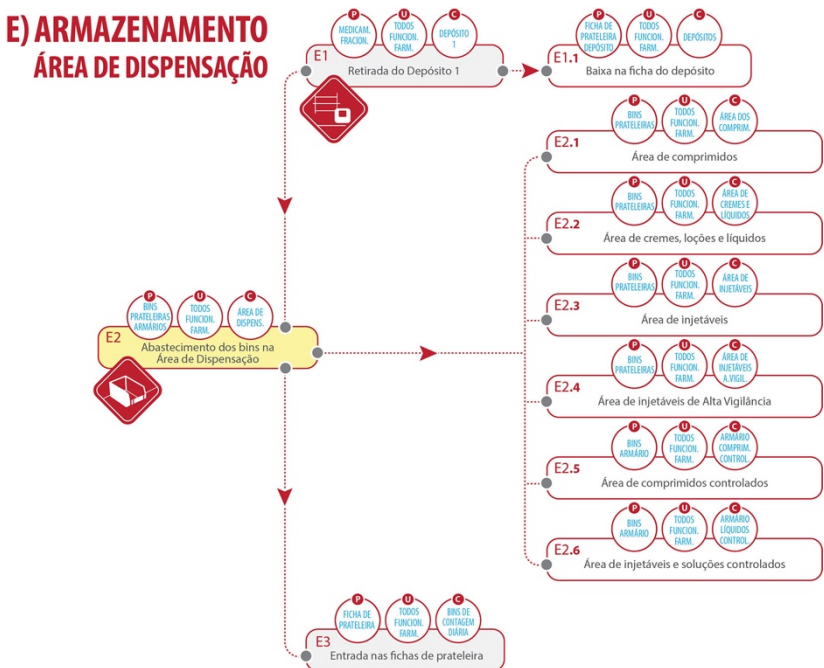 E) ARMAZENAMENTO
ÁREA DE DISPENSAÇÃO
P
MEDICAM.
FRACION.
U
TODOS
FUNCION.
FARM.
C
DEPÓSITO
1
E1
Retirada do Depósito 1
P
FICHA DE
PRATELEIRA
DEPÓSITO
U
TODOS
FUNCION.
FARM.
C
DEPÓSITOS
E1.1
Baixa na ficha do depósito
P
BINS
PRATELEIRAS
U
TODOS
FUNCION.
FARM.
C
ÁREA DOS
COMPRIM.
E2.1
Área de comprimidos
P
BINS
PRATELEIRAS
U
TODOS
FUNCION.
FARM.
C
ÁREA DE
CREMES E
LÍQUIDOS
E2.2
Área de cremes, loções e líquidos
P
BINS
PRATELEIRAS
U
TODOS
FUNCION.
FARM.
C
ÁREA DE
INJETÁVEIS
E2.3
Área de injetáveis
P
BINS
PRATELEIRAS
ARMÁRIOS
U
TODOS
FUNCION.
FARM.
C
ÁREA DE
DISPENS.
E2
Abastecimento dos bins na
Área de Dispensação
P
BINS
PRATELEIRAS
U
TODOS
FUNCION.
FARM.
C
ÁREA DE
INJETÁVEIS
A.VIGIL.
E2.4
Área de injetáveis de Alta Vigilância
P
BINS
ARMÁRIO
U
TODOS
FUNCION.
FARM.
C
ARMÁRIO
COMPRIM.
CONTROL.
E2.5
Área de comprimidos controlados
P
BINS
ARMÁRIO
U
TODOS
FUNCION.
FARM.
C
ARMÁRIO
LÍQUIDOS
CONTROL.
E2.6
Área de injetáveis e soluções controlados
P
FICHA DE
PRATELEIRA
U
TODOS
FUNCION.
FARM.
C
BINS DE
CONTAGEM
DIÁRIA
E3
Entrada nas fichas de prateleira